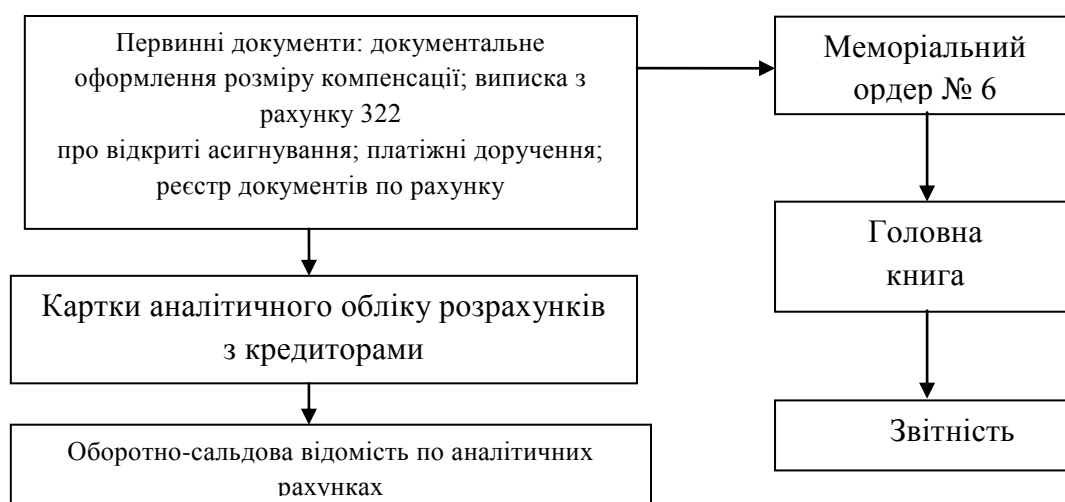 Первинні документи: документальне
оформлення розміру компенсації; виписка з
рахунку 322
про відкриті асигнування; платіжні доручення;
реєстр документів по рахунку
Меморіальний
ордер № 6
Головна
книга
Картки аналітичного обліку розрахунків
з кредиторами
Звітність
Оборотно-сальдова відомість по аналітичних
рахунках